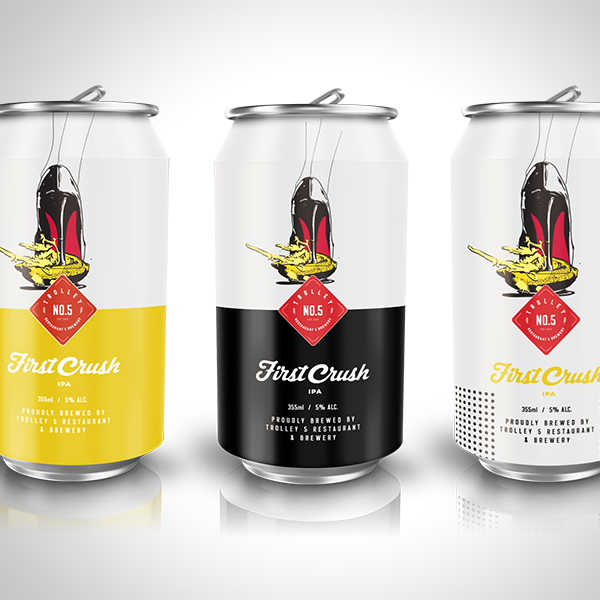 TROLLEY
NO.5
RESTAURANT & BREWERY
First Crush
IPA
355ml / 5% ALC.
PROUDLY BREWED BY
TROLLEY 5 RESTAURANT
& BREWERY
TROLLEY
NO.5
RESTAURANT & BREWERY
First Crush
IPA
355ml / 5% ALC.
PROUDLY BREWED BY
TROLLEY 5 RESTAURANT
& BREWERY
TROLLEY
NO.5
RESTAURANT & BREWERY
First Crush
IPA
355ml / 5% ALC.
PROUDLY BREWED BY
TROLLEY 5 RESTAURANT
& BREWERY